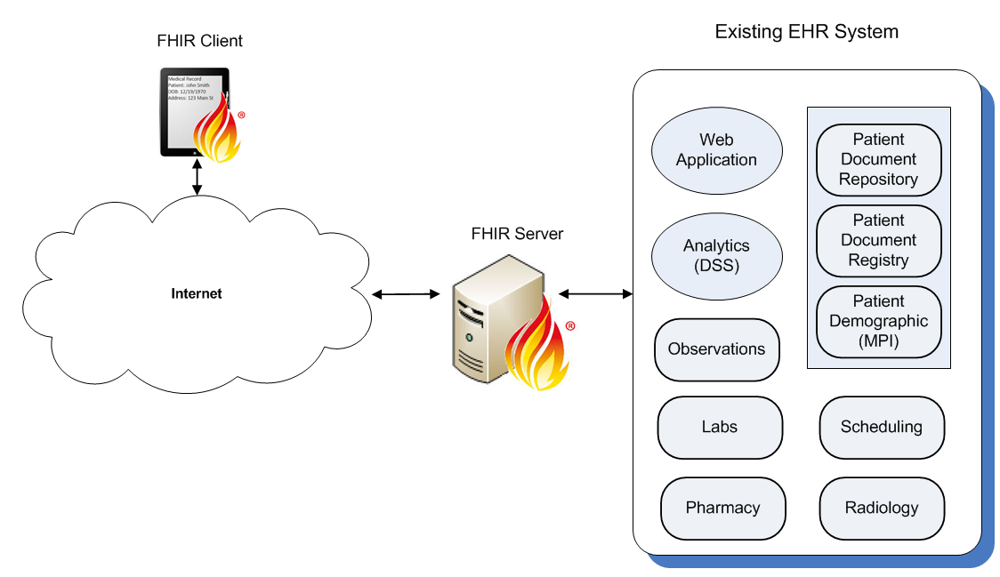 FHIR Client
Medical Record
Patient: John Smith
DOB: 12/19/1970
Address: 123 Main St
®
Internet
FHIR Server
®
Existing EHR System
Web
Application
Analytics
(DSS)
Observations
Labs
Pharmacy
Patient
Document
Repository
Patient
Document
Registry
Patient
Demographic
(MPI)
Scheduling
Radiology